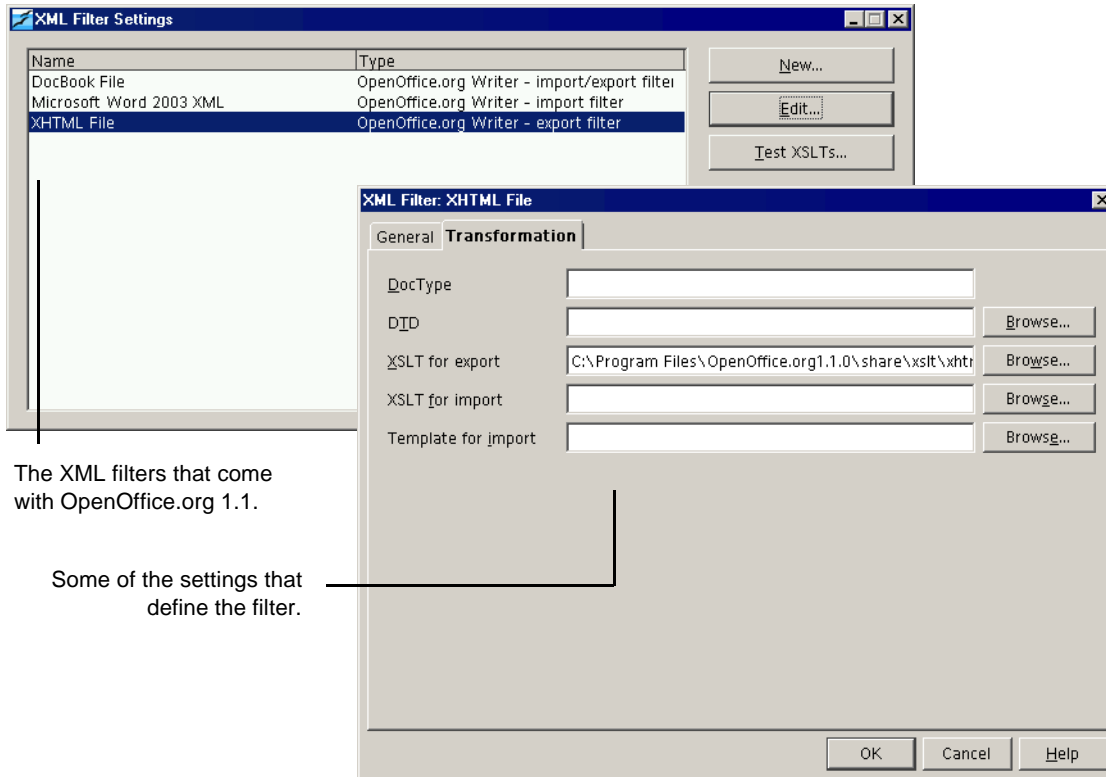 XML Filter Settings
Name Type
DocBook File OpenOffice.org Writer - import/export filter
Microsoft Word 2003 XML OpenOffice.org Writer - import filter
XHTML File OpenOffice.org Writer - export filter
New...
Edit...
Test XSLTs...
XML Filter: XHTML File
General Transformation
DocType
DTD Browse...
XSLT for export C:\Program Files\OpenOffice.org1.1.0\share\xslt\xhtr Browse...
XSLT for import Browse...
Template for import Browse...
OK Cancel Help
The XML filters that come
with OpenOffice.org 1.1.
Some of the settings that
define the filter.